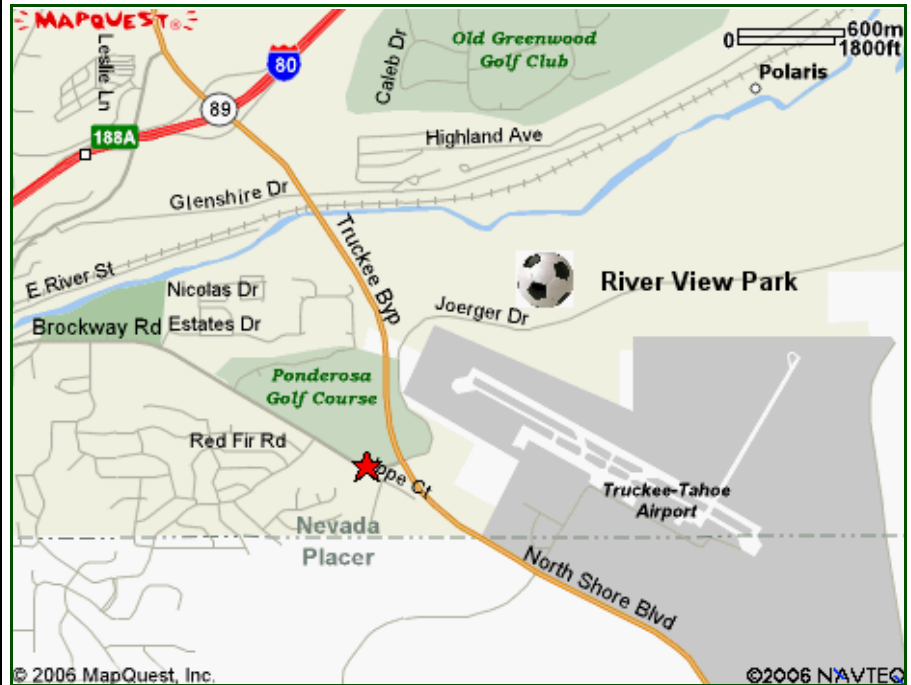 MAPQUEST®
Leslie Ln
80
Caleb Dr
Old Greenwood
Golf Club
0 600m
1800ft
Polaris
89
188A
Highland Ave
Glenshire Dr
Truckee Byp
E River St
Nicolas Dr
River View Park
Joerger Dr
Brockway Rd
Estates Dr
Ponderosa
Golf Course
Red Fir Rd
Ct
Truckee-Tahoe
Airport
Nevada
Placer
North Shore Blvd
© 2006 MapQuest, Inc.
©2006 NAVTEQ